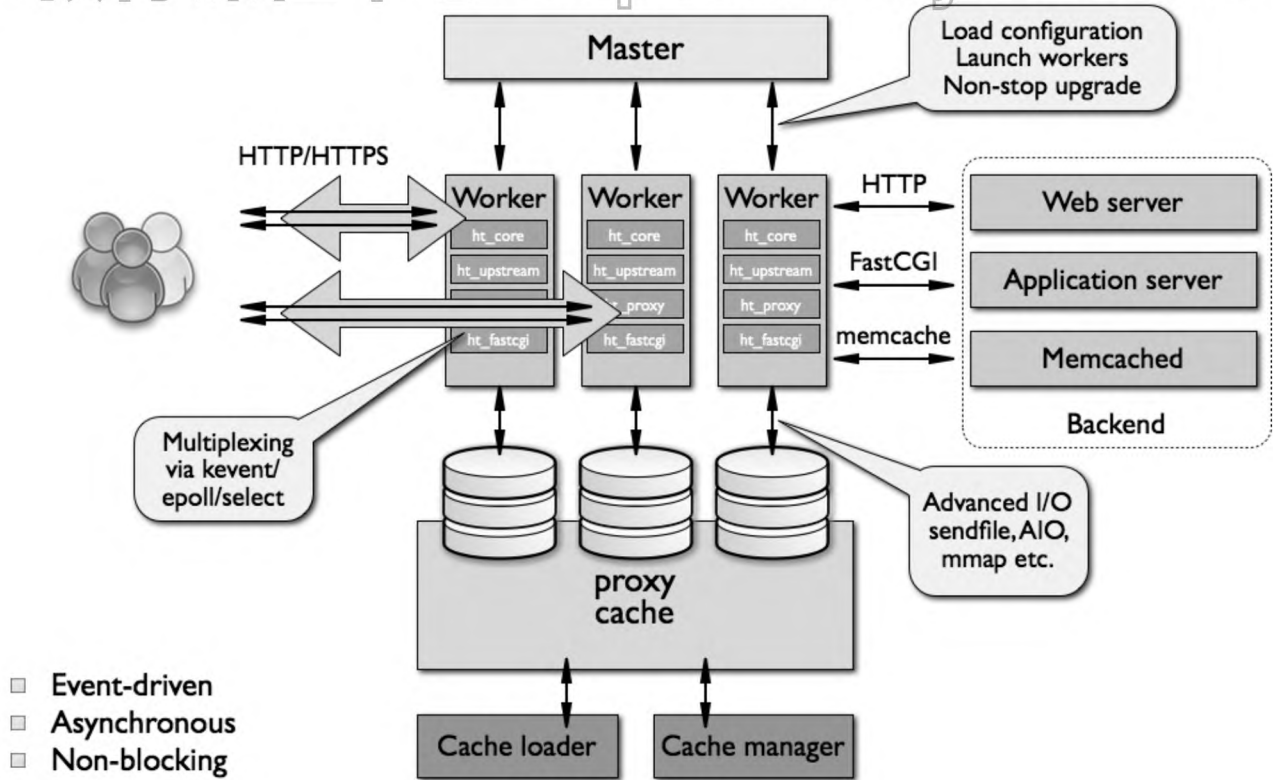 Master
Load configuration
Launch workers
Non-stop upgrade
HTTP/HTTPS
Worker
ht_core
ht_upstream
ht_fastcgi
Worker
ht_core
ht_upstream
ht_proxy
ht_fastcgi
Worker
ht_core
ht_upstream
ht_proxy
ht_fastcgi
HTTP
FastCGI
memcache
Web server
Application server
Memcached
Backend
Multiplexing
via kevent/
epoll/select
Advanced I/O
sendfile, AIO,
mmap etc.
proxy
cache
Event-driven
Asynchronous
Non-blocking
Cache loader
Cache manager